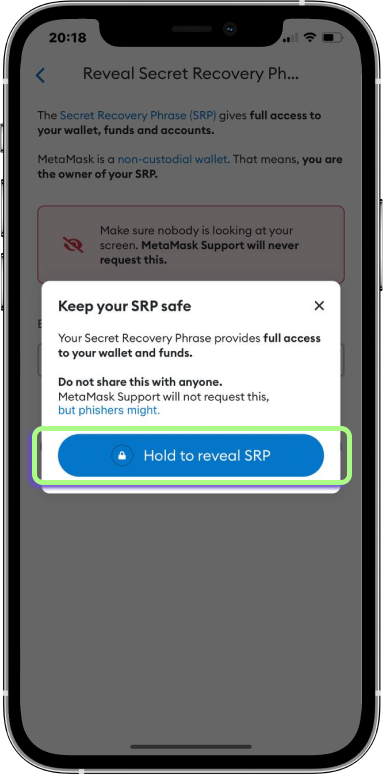 20:18
Reveal Secret Recovery Ph...
The Secret Recovery Phrase (SRP) gives full access to
your wallet, funds and accounts.
MetaMask is a non-custodial wallet. That means, you are
the owner of your SRP.
Make sure nobody is looking at your
screen. MetaMask Support will never
request this.
Keep your SRP safe
Your Secret Recovery Phrase provides full access
to your wallet and funds.
Do not share this with anyone.
MetaMask Support will not request this,
but phishers might.
Hold to reveal SRP